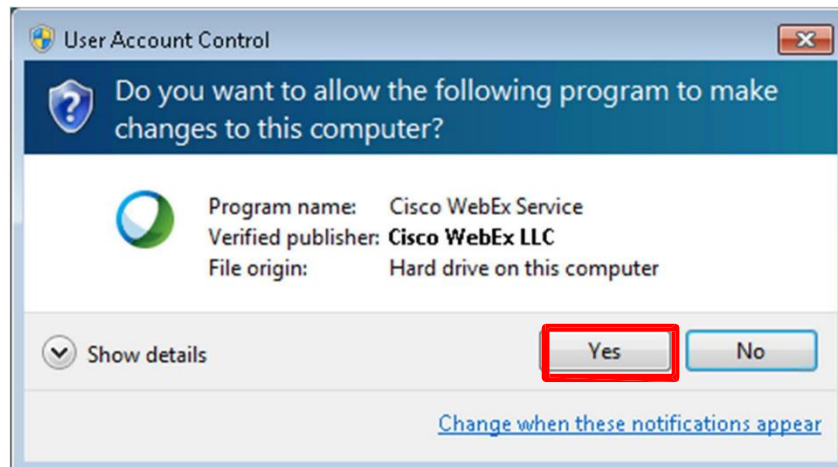 User Account Control
Do you want to allow the following program to make
changes to this computer?
Program name: Cisco WebEx Service
Verified publisher: Cisco WebEx LLC
File origin: Hard drive on this computer
Show details
Yes
No
Change when these notifications appear